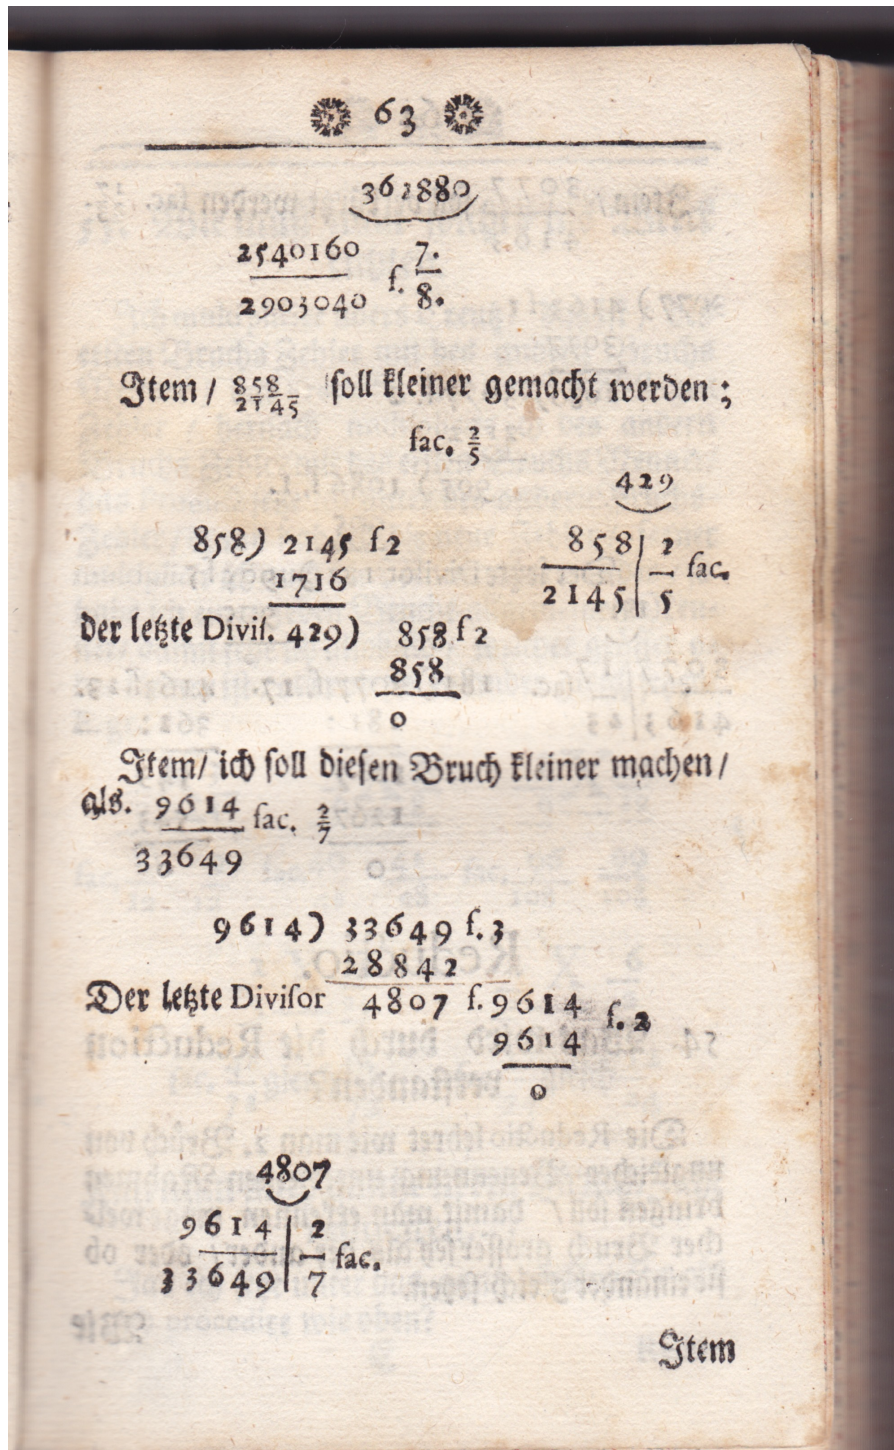 63
362880
2540160 7.
f.
2903040 8.
Item / 858/2145 soll kleiner gemacht werden ;
fac. 2/5
429
858) 2145 f2 858 | 2
1716 fac.
2145 | 5
der letzte Divis. 429) 858 f2
858
0
Item / ich soll diesen Bruch kleiner machen /
als. 9614 fac. 2/7
33649
9614) 33649 f. 3
28842
Der letzte Divisor 4807 f. 9614 f. 2
9614
0
4807
9614 | 2
fac.
33649 | 7
Item